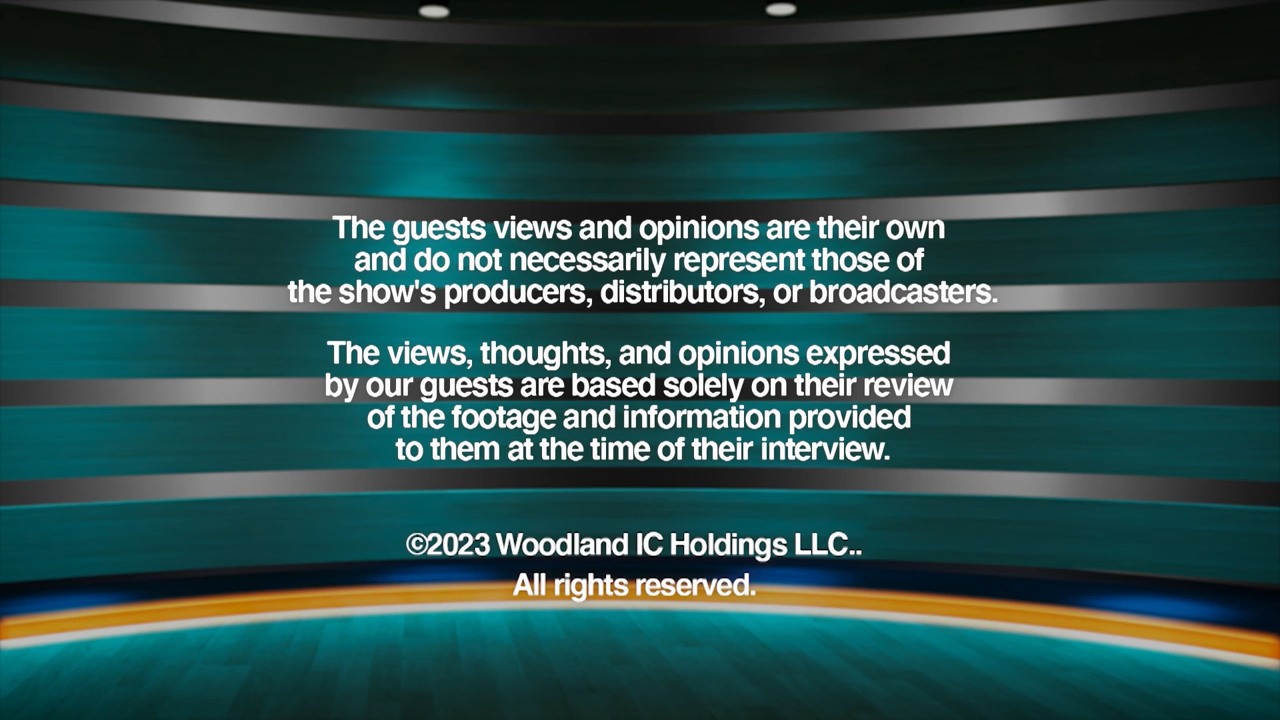 The guests views and opinions are their own
and do not necessarily represent those of
the show's producers, distributors, or broadcasters.
The views, thoughts, and opinions expressed
by our guests are based solely on their review
of the footage and information provided
to them at the time of their interview.
©2023 Woodland IC Holdings LLC..
All rights reserved.